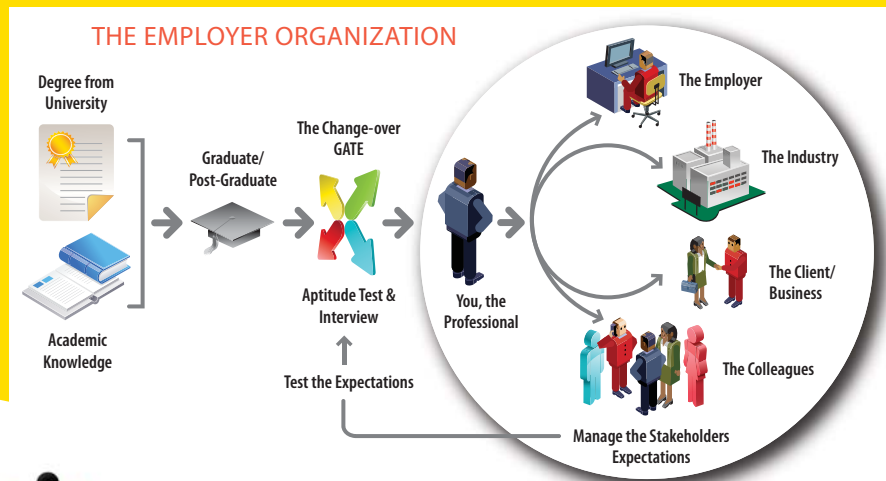 THE EMPLOYER ORGANIZATION
Degree from
University
Academic
Knowledge
Graduate/
Post-Graduate
The Change-over
GATE
Aptitude Test &
Interview
Test the Expectations
You, the
Professional
The Employer
The Industry
The Client/
Business
The Colleagues
Manage the Stakeholders
Expectations